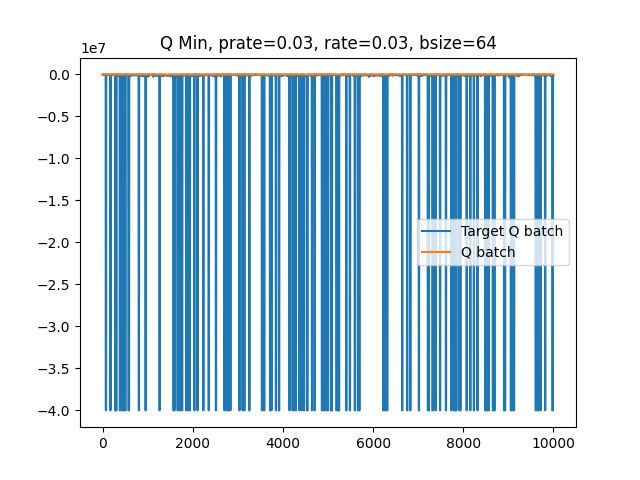 Q Min, prate=0.03, rate=0.03, bsize=64
1e7
0.0
−0.5
−1.0
−1.5
−2.0
−2.5
−3.0
−3.5
−4.0
Target Q batch
Q batch
0 2000 4000 6000 8000 10000